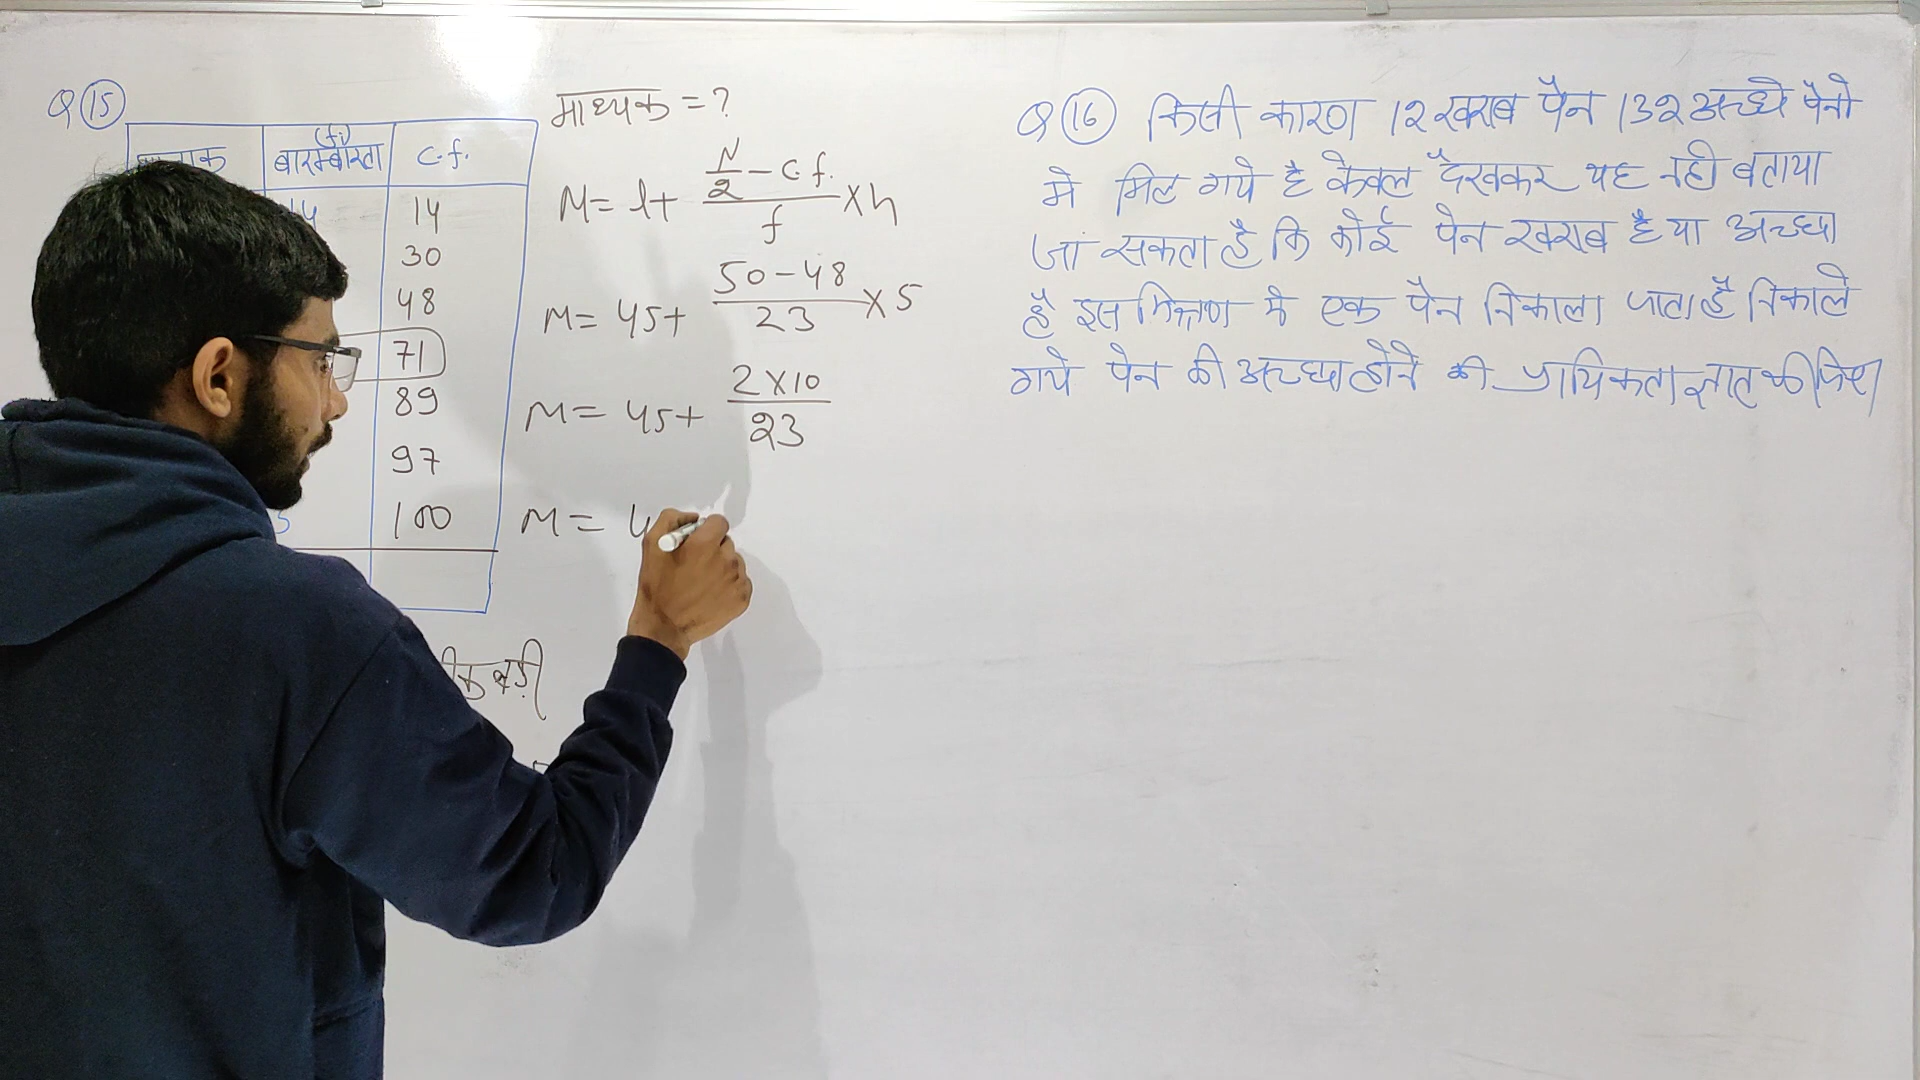 Q 15
(fi)
बारम्बारता
c.f.
14
14
30
48
71
89
97
100
माध्यक = ?
M = l + (N/2 - c.f.)/f × h
M = 45 + (50 - 48)/23 × 5
M = 45 + (2 × 10)/23
M = 4
Q 16 किसी कारण 12 खराब पैन 132 अच्छे पैनो
मे मिल गये है केवल देखकर यह नही बताया
जा सकता है कि कोई पेन खराब है या अच्छा
है इस मिश्रण मे एक पैन निकाला जाता है निकाले
गये पेन की अच्छा होने की प्रायिकता ज्ञात कीजिए